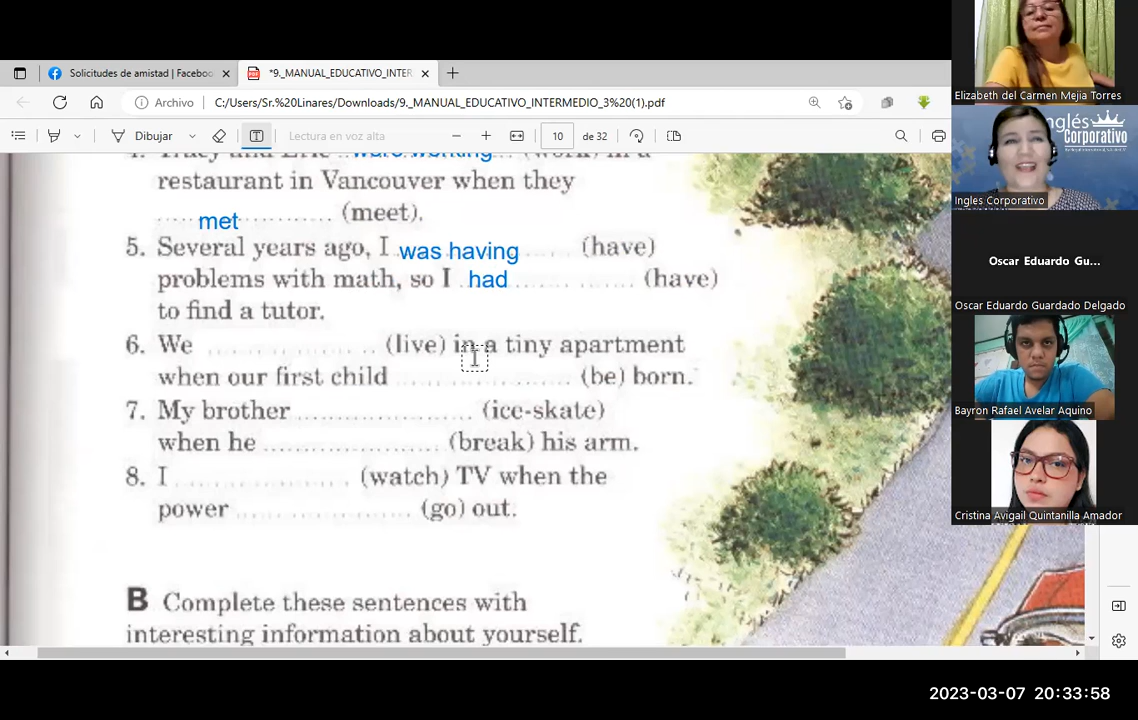 Solicitudes de amistad | Faceboo
*9._MANUAL_EDUCATIVO_INTER
Archivo
C:/Users/Sr.%20Linares/Downloads/9._MANUAL_EDUCATIVO_INTERMEDIO_3%20(1).pdf
Dibujar
Lectura en voz alta
10
de 32
restaurant in Vancouver when they
met (meet).
5. Several years ago, I was having (have)
problems with math, so I had (have)
to find a tutor.
6. We (live) in a tiny apartment
when our first child (be) born.
7. My brother (ice-skate)
when he (break) his arm.
8. I (watch) TV when the
power (go) out.
B Complete these sentences with
interesting information about yourself.
Elizabeth del Carmen Mejia Torres
Inglés
Corporativo
Ingles Corporativo
Oscar Eduardo Gu...
Oscar Eduardo Guardado Delgado
Bayron Rafael Avelar Aquino
Cristina Avigail Quintanilla Amador
2023-03-07 20:33:58